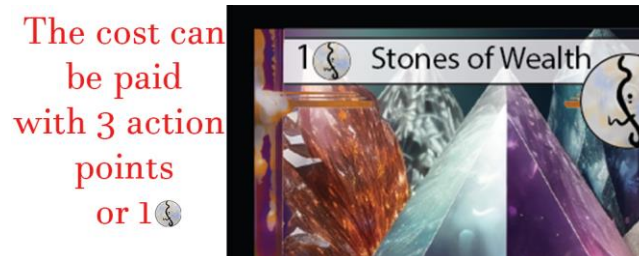 The cost can
be paid
with 3 action
points
or 1
1 Stones of Wealth